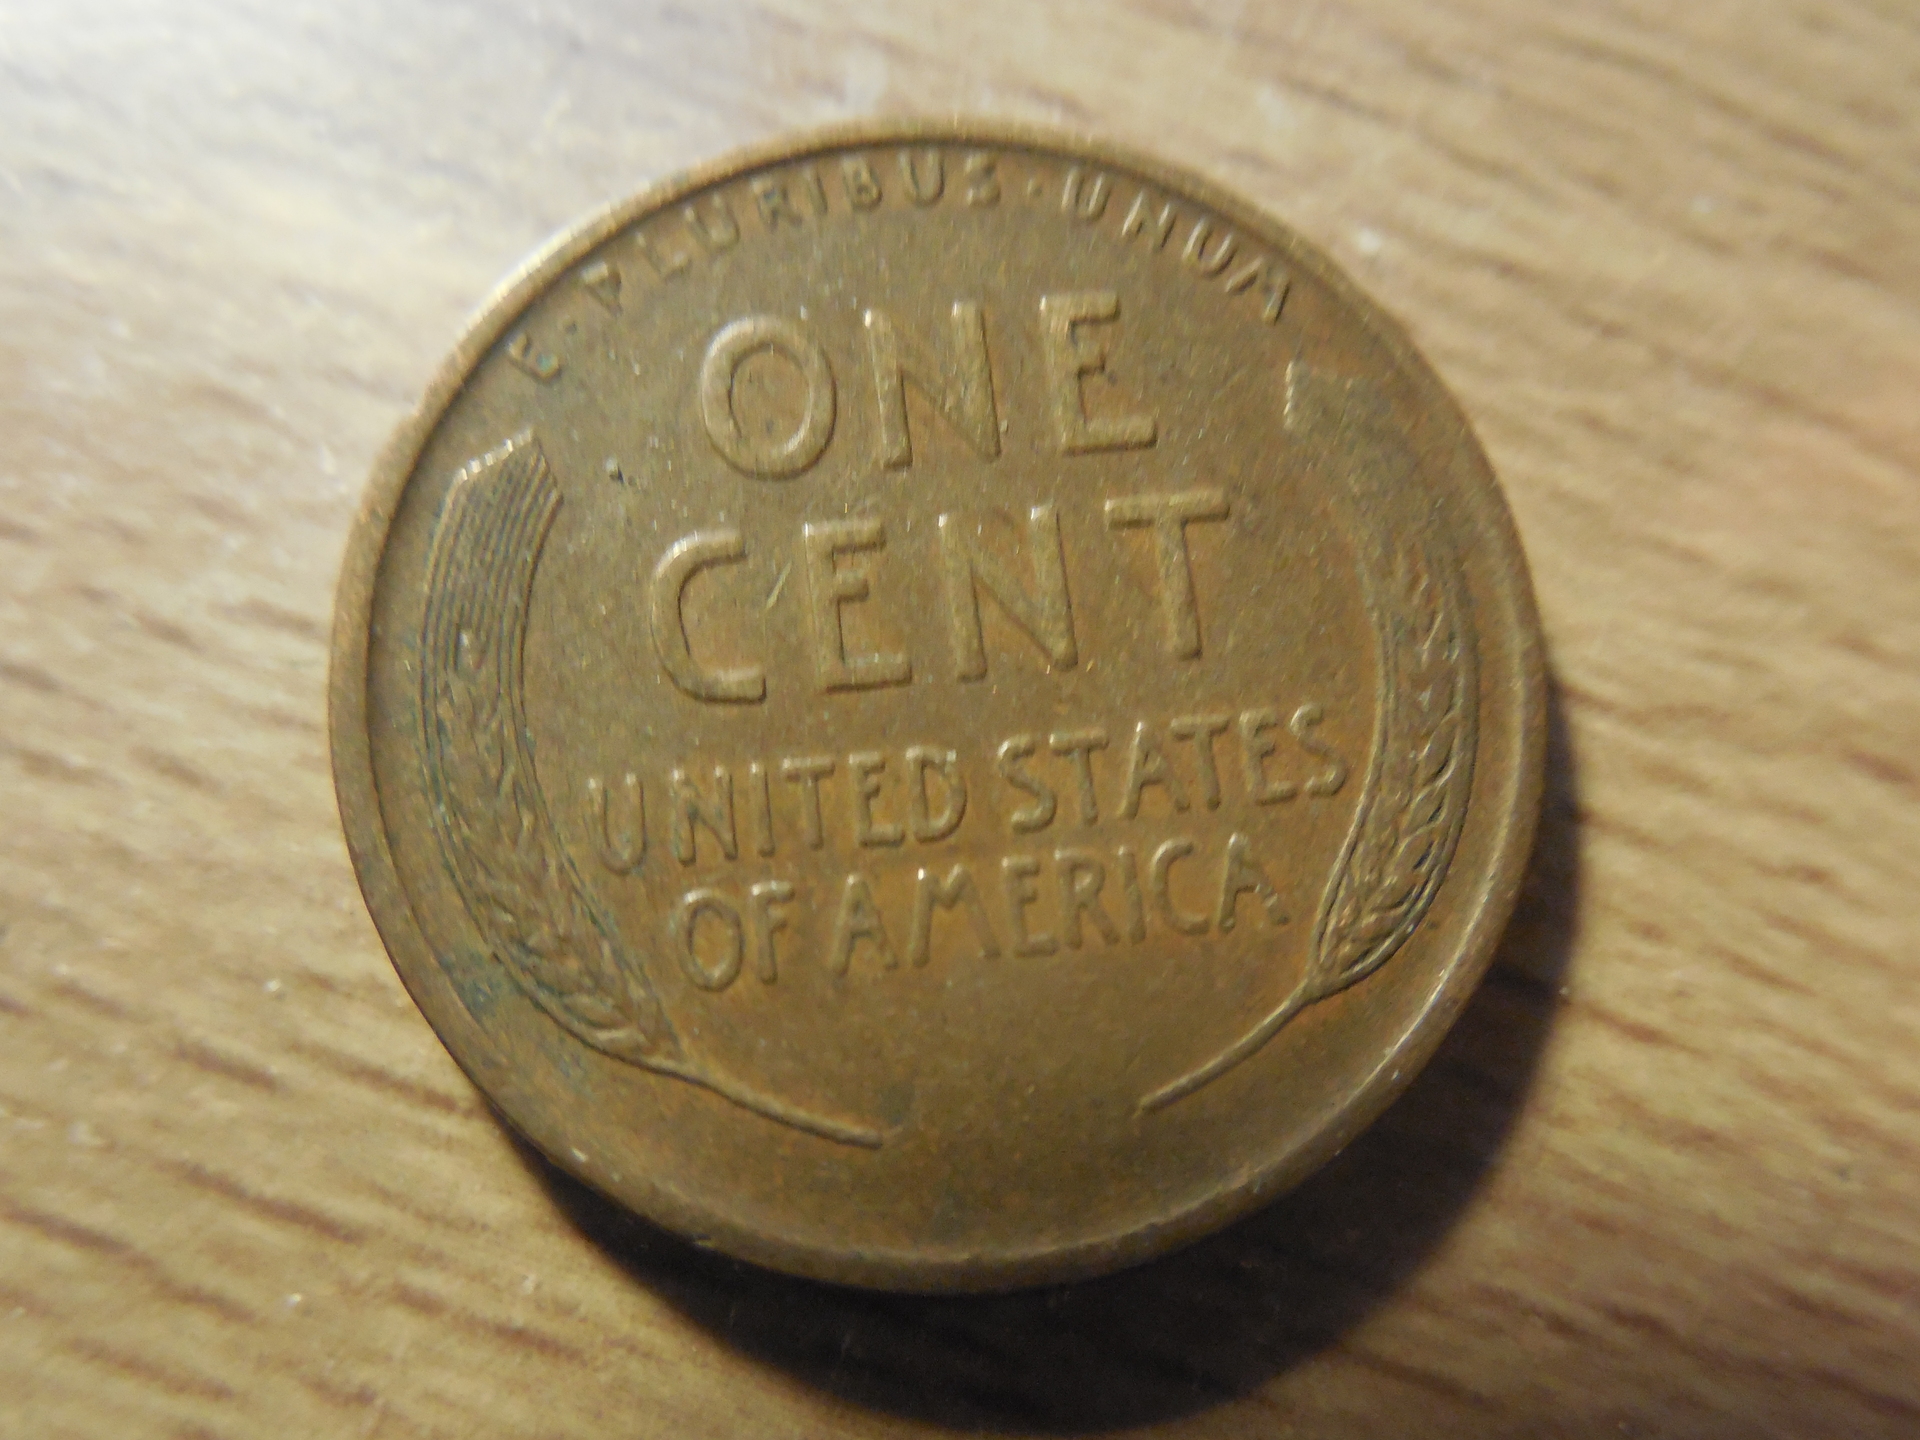 E·PLURIBUS·UNUM
ONE
CENT
UNITED STATES
OF AMERICA